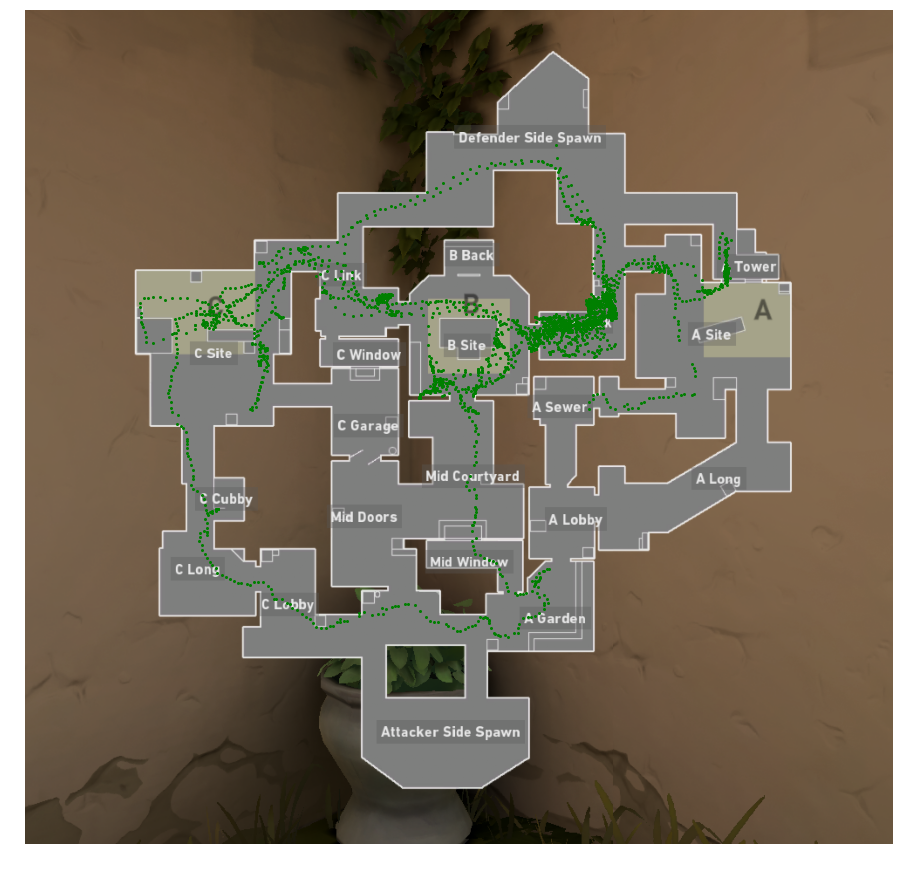 Defender Side Spawn
B Back
Tower
C Link
C
B
A
A Site
B Site
C Site
C Window
A Sewer
C Garage
Mid Courtyard
A Long
C Cubby
Mid Doors
A Lobby
C Long
Mid Window
C Lobby
A Garden
Attacker Side Spawn